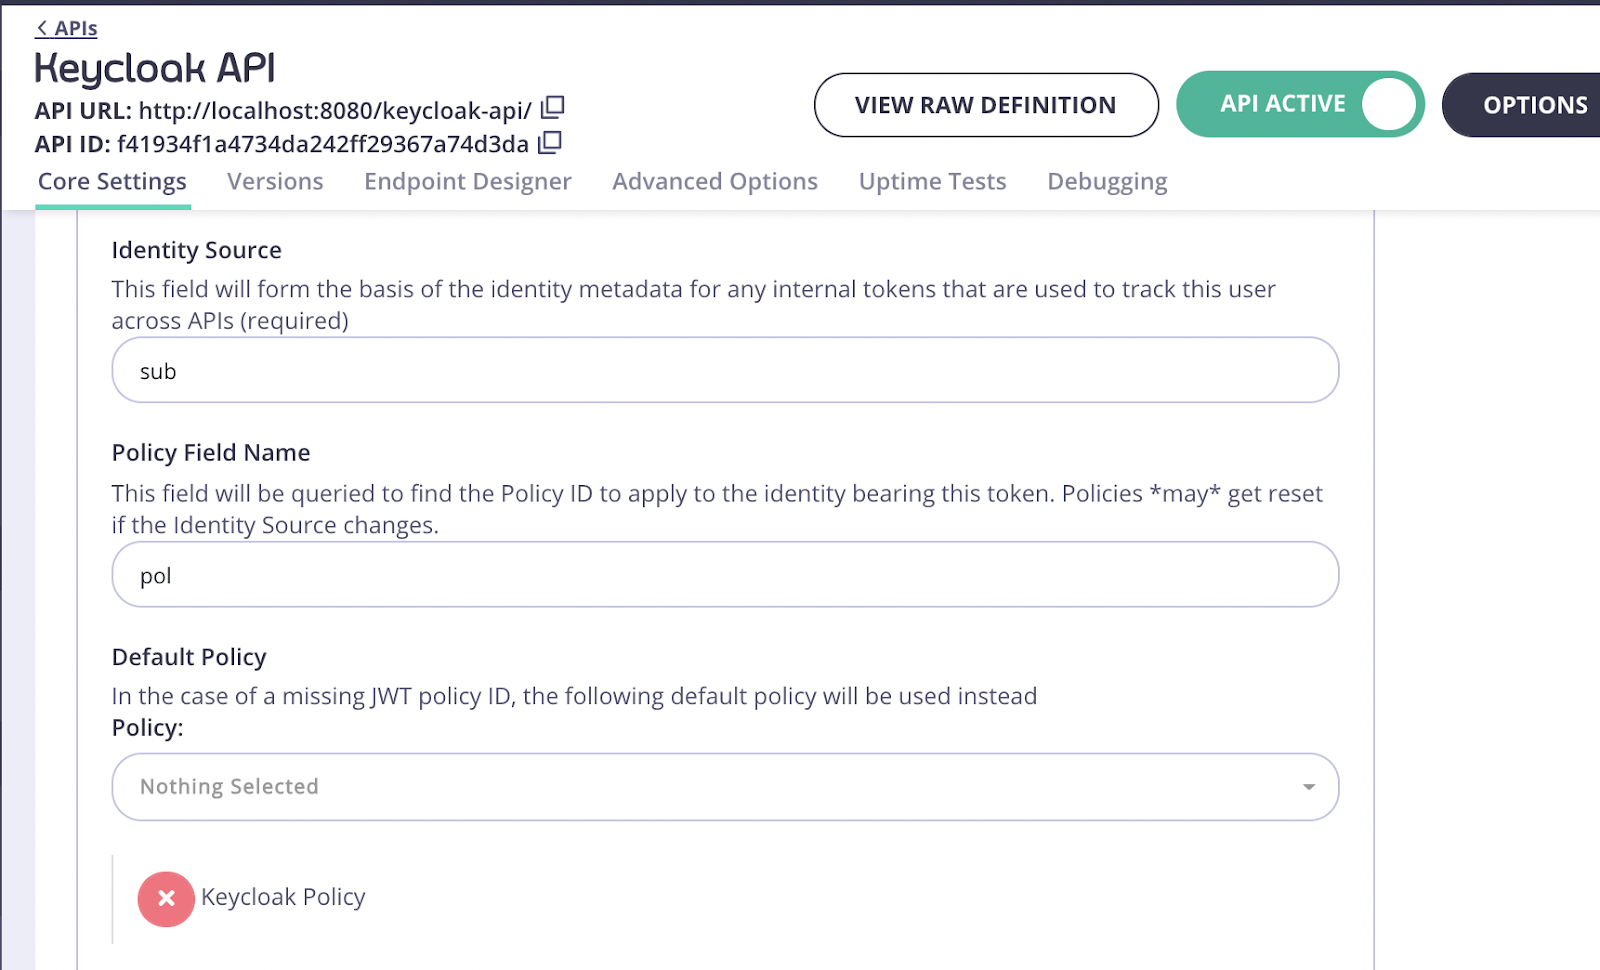 APIs
Keycloak API
API URL: http://localhost:8080/keycloak-api/
API ID: f41934f1a4734da242ff29367a74d3da
VIEW RAW DEFINITION
API ACTIVE
OPTIONS
Core Settings Versions Endpoint Designer Advanced Options Uptime Tests Debugging
Identity Source
This field will form the basis of the identity metadata for any internal tokens that are used to track this user
across APIs (required)
sub
Policy Field Name
This field will be queried to find the Policy ID to apply to the identity bearing this token. Policies *may* get reset
if the Identity Source changes.
pol
Default Policy
In the case of a missing JWT policy ID, the following default policy will be used instead
Policy:
Nothing Selected
Keycloak Policy